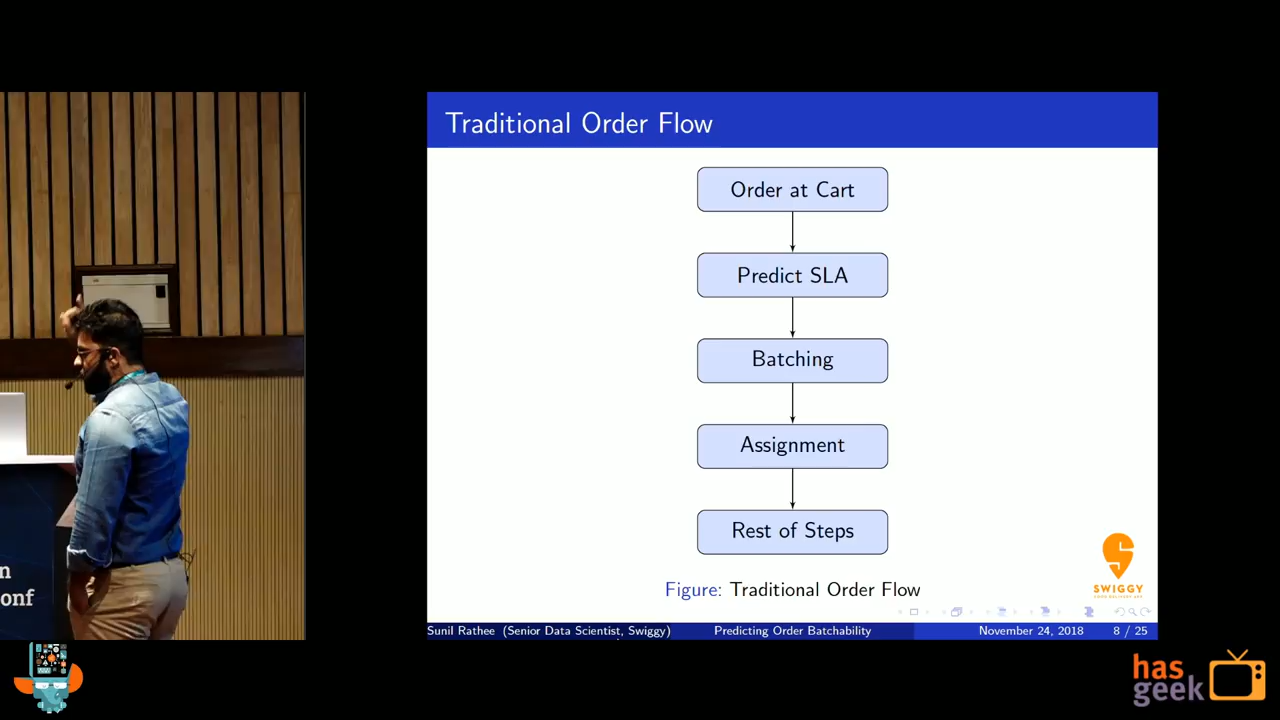 Traditional Order Flow
Order at Cart
Predict SLA
Batching
Assignment
Rest of Steps
Figure: Traditional Order Flow
SWIGGY
Sunil Rathee (Senior Data Scientist, Swiggy) Predicting Order Batchability November 24, 2018 8 / 25
n
onf
has
geek